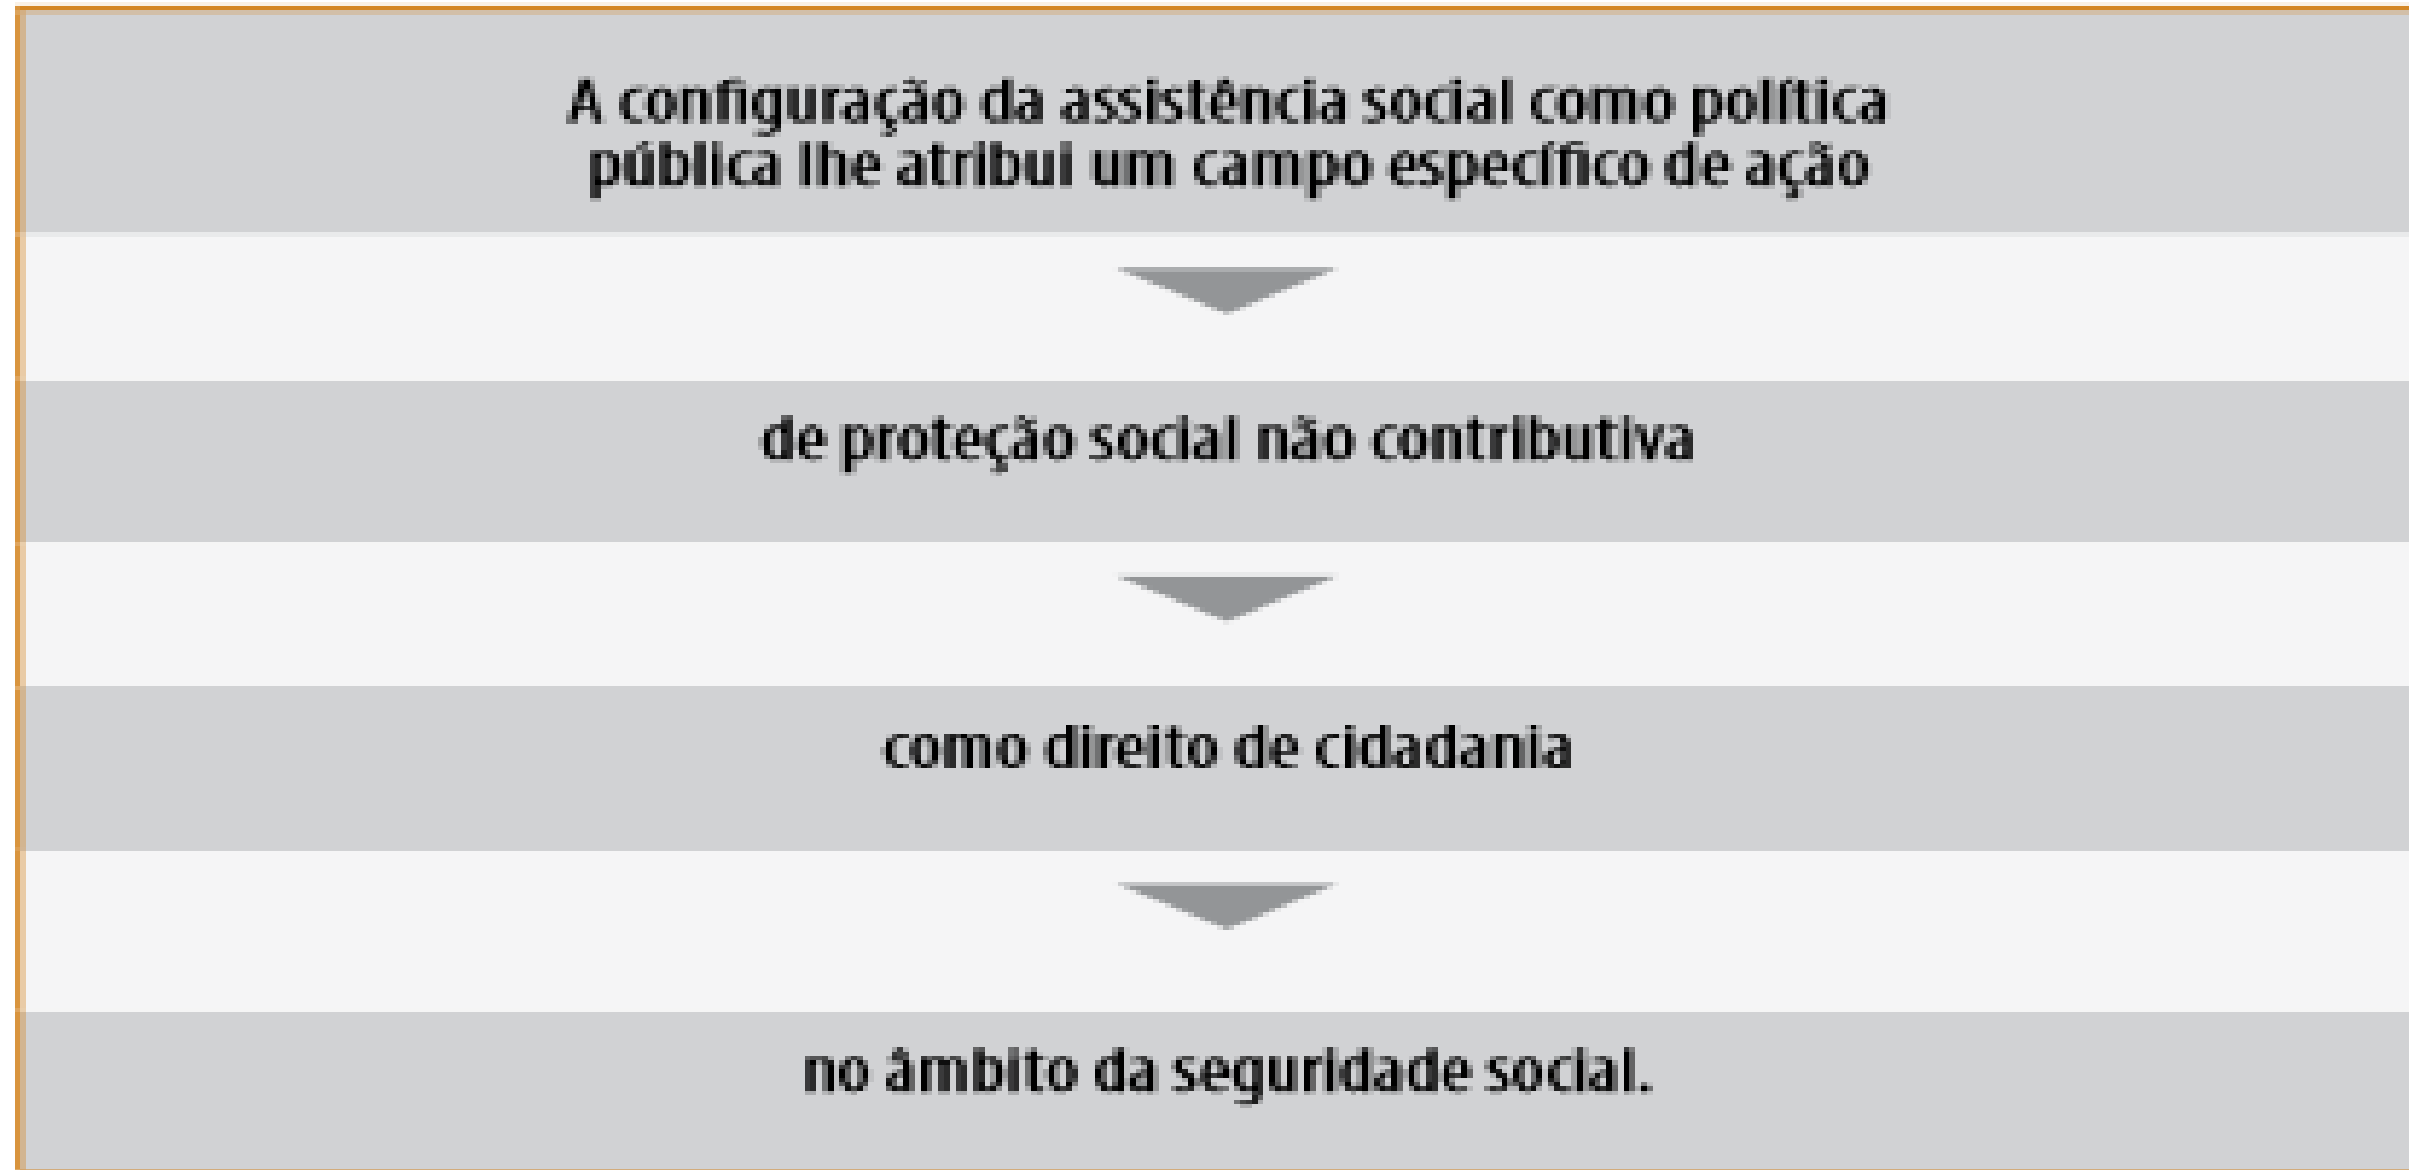 A configuração da assistência social como política
pública lhe atribui um campo específico de ação
de proteção social não contributiva
como direito de cidadania
no âmbito da seguridade social.